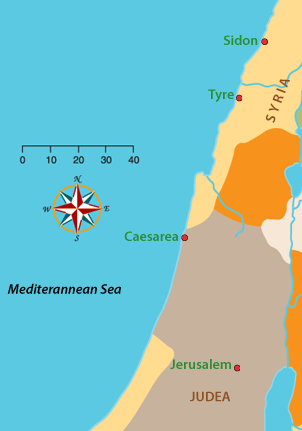 Sidon
Tyre
SYRIA
0 10 20 30 40
N
W E
S
Caesarea
Mediterannean Sea
Jerusalem
JUDEA